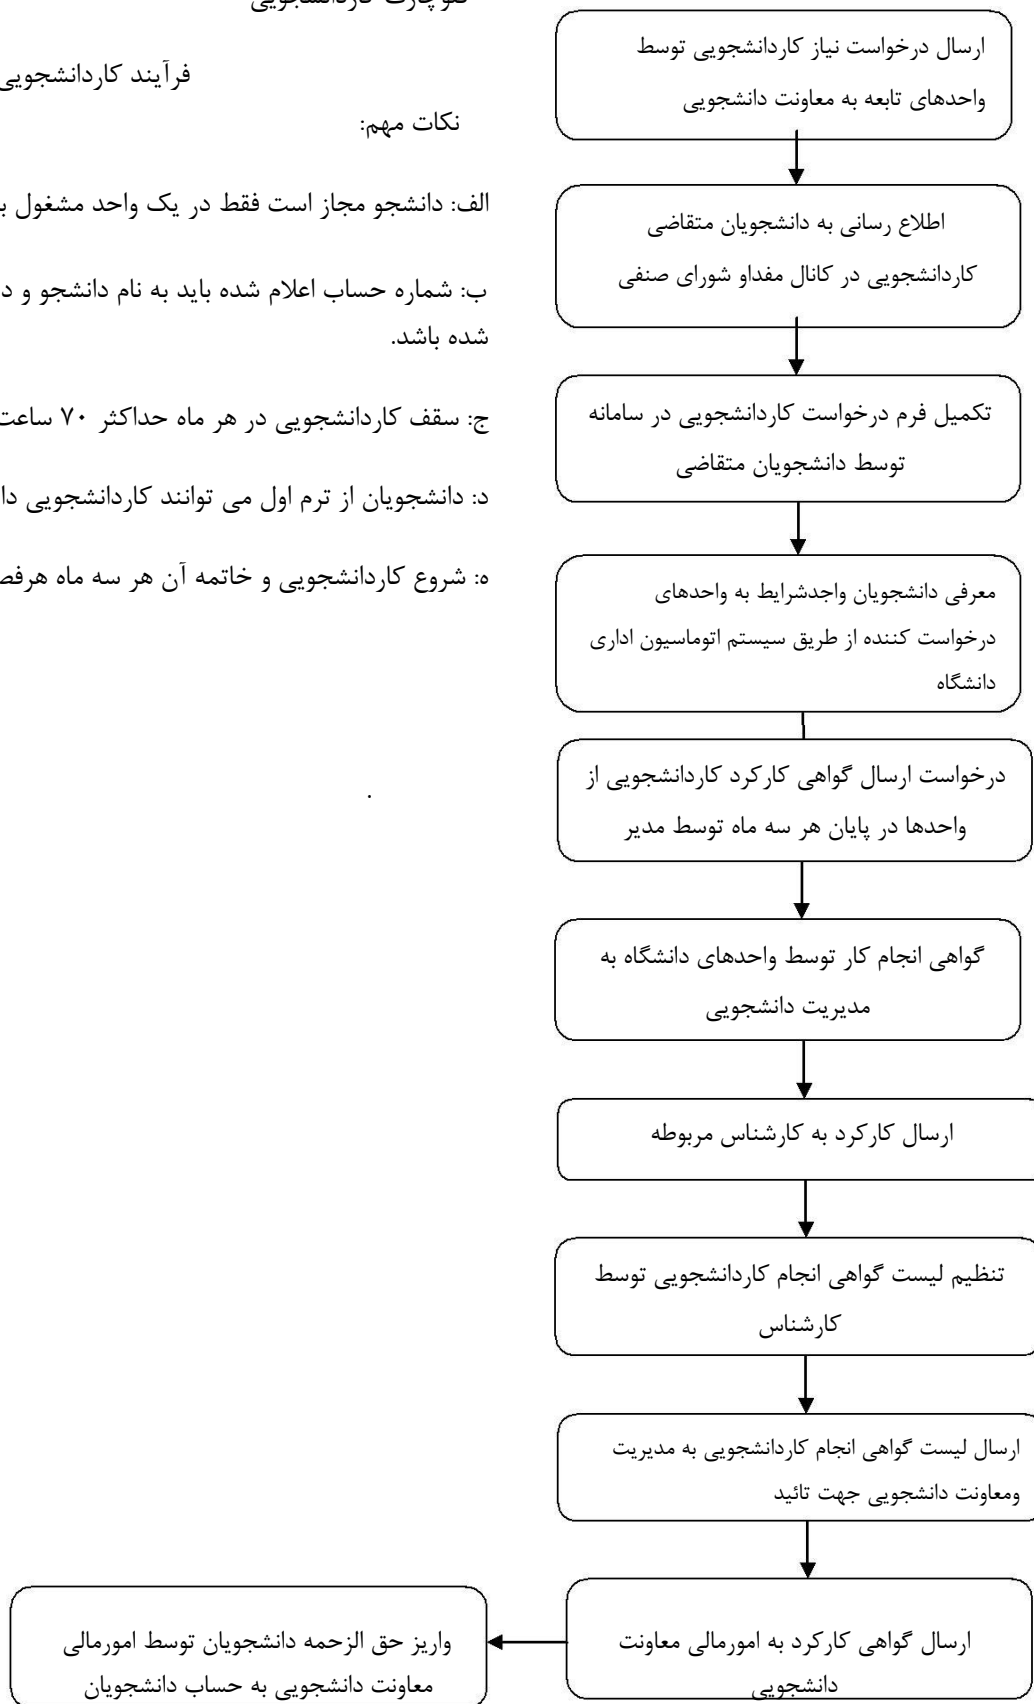 فلوچارت کاردانشجویی
فرآیند کاردانشجویی
نکات مهم:
الف: دانشجو مجاز است فقط در یک واحد مشغول
ب: شماره حساب اعلام شده باید به نام دانشجو و
شده باشد.
ج: سقف کاردانشجویی در هر ماه حداکثر ۷۰ ساعت
د: دانشجویان از ترم اول می توانند کاردانشجویی
ه: شروع کاردانشجویی و خاتمه آن هر سه ماه
ارسال درخواست نیاز کاردانشجویی توسط
واحدهای تابعه به معاونت دانشجویی
اطلاع رسانی به دانشجویان متقاضی
کاردانشجویی در کانال مفداو شورای صنفی
تکمیل فرم درخواست کاردانشجویی در سامانه
توسط دانشجویان متقاضی
معرفی دانشجویان واجدشرایط به واحدهای
درخواست کننده از طریق سیستم اتوماسیون اداری
دانشگاه
درخواست ارسال گواهی کارکرد کاردانشجویی از
واحدها در پایان هر سه ماه توسط مدیر
.
گواهی انجام کار توسط واحدهای دانشگاه به
مدیریت دانشجویی
ارسال کارکرد به کارشناس مربوطه
تنظیم لیست گواهی انجام کاردانشجویی توسط
کارشناس
ارسال لیست گواهی انجام کاردانشجویی به مدیریت
ومعاونت دانشجویی جهت تائید
ارسال گواهی کارکرد به امورمالی معاونت
دانشجویی
واریز حق الزحمه دانشجویان توسط امورمالی
معاونت دانشجویی به حساب دانشجویان